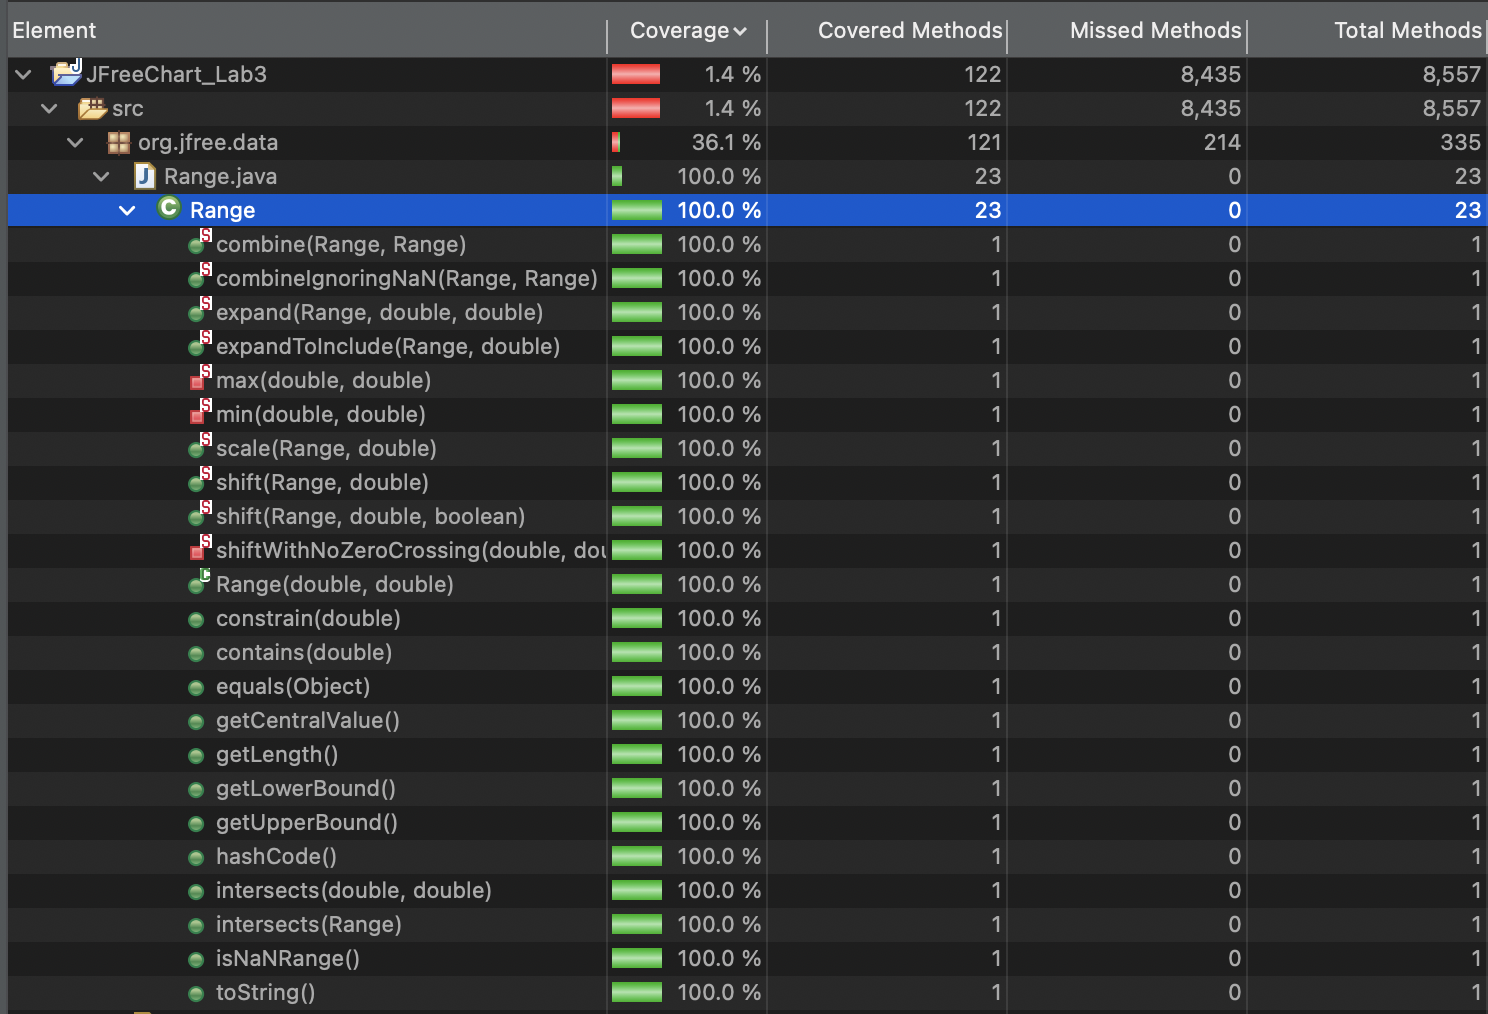 Element Coverage Covered Methods Missed Methods Total Methods
JFreeChart_Lab3 1.4 % 122 8,435 8,557
src 1.4 % 122 8,435 8,557
org.jfree.data 36.1 % 121 214 335
Range.java 100.0 % 23 0 23
Range 100.0 % 23 0 23
combine(Range, Range) 100.0 % 1 0 1
combineIgnoringNaN(Range, Range) 100.0 % 1 0 1
expand(Range, double, double) 100.0 % 1 0 1
expandToInclude(Range, double) 100.0 % 1 0 1
max(double, double) 100.0 % 1 0 1
min(double, double) 100.0 % 1 0 1
scale(Range, double) 100.0 % 1 0 1
shift(Range, double) 100.0 % 1 0 1
shift(Range, double, boolean) 100.0 % 1 0 1
shiftWithNoZeroCrossing(double, dou 100.0 % 1 0 1
Range(double, double) 100.0 % 1 0 1
constrain(double) 100.0 % 1 0 1
contains(double) 100.0 % 1 0 1
equals(Object) 100.0 % 1 0 1
getCentralValue() 100.0 % 1 0 1
getLength() 100.0 % 1 0 1
getLowerBound() 100.0 % 1 0 1
getUpperBound() 100.0 % 1 0 1
hashCode() 100.0 % 1 0 1
intersects(double, double) 100.0 % 1 0 1
intersects(Range) 100.0 % 1 0 1
isNaNRange() 100.0 % 1 0 1
toString() 100.0 % 1 0 1